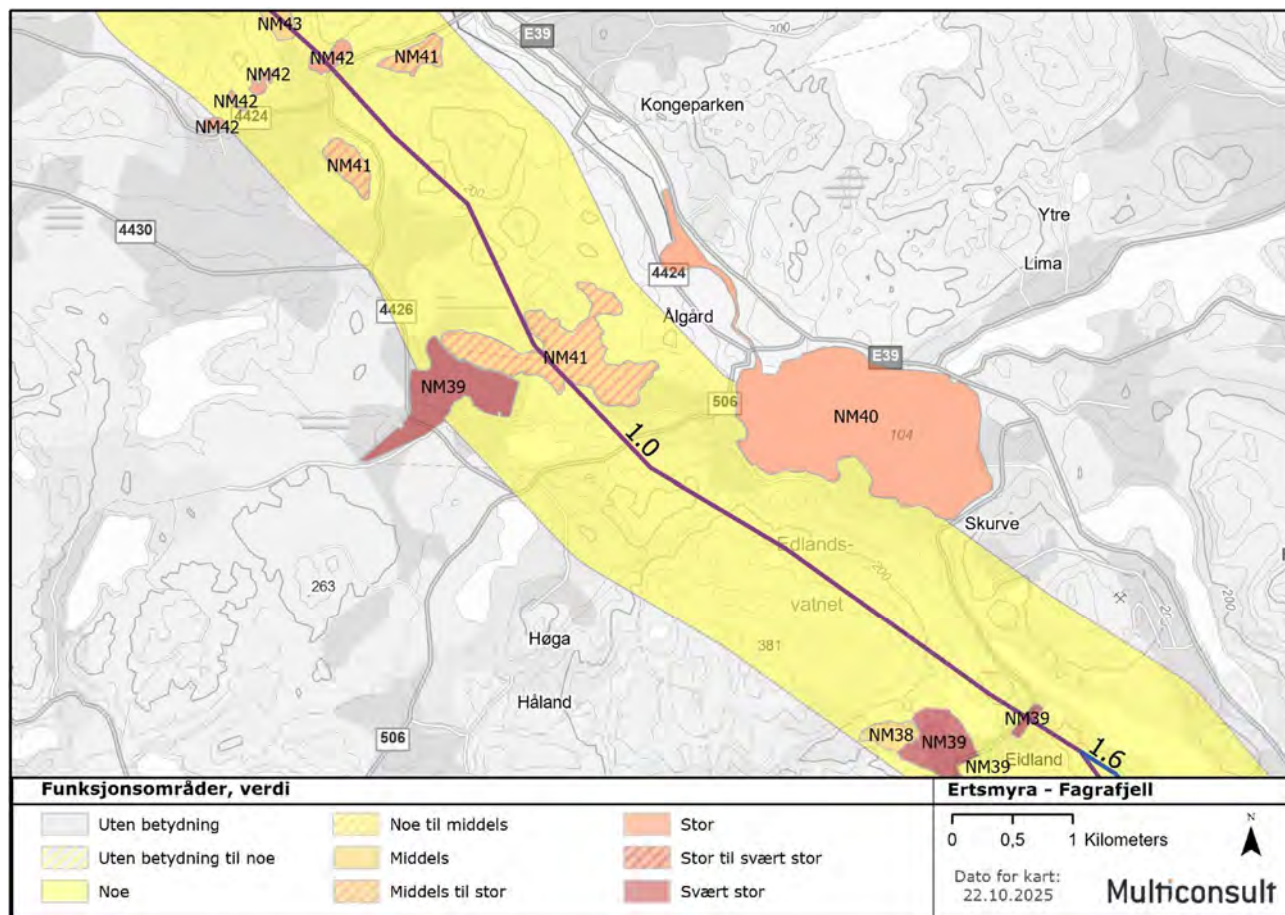 NM43
E39
NM42
NM41
NM42
NM42
4424
NM42
Kongeparken
NM41
200
200
4430
Ytre
Lima
4424
4426
Ålgård
NM41
E39
NM39
506
NM40
104
1.0
Skurve
Edlands-
vatnet
200
200
263
381
Høga
Håland
506
NM38
NM39
NM39
NM39
Eidland
1.6
Funksjonsområder, verdi
Uten betydning
Uten betydning til noe
Noe
Noe til middels
Middels
Middels til stor
Stor
Stor til svært stor
Svært stor
Ertsmyra - Fagrafjell
0 0,5 1 Kilometers
N
Dato for kart:
22.10.2025
Multiconsult